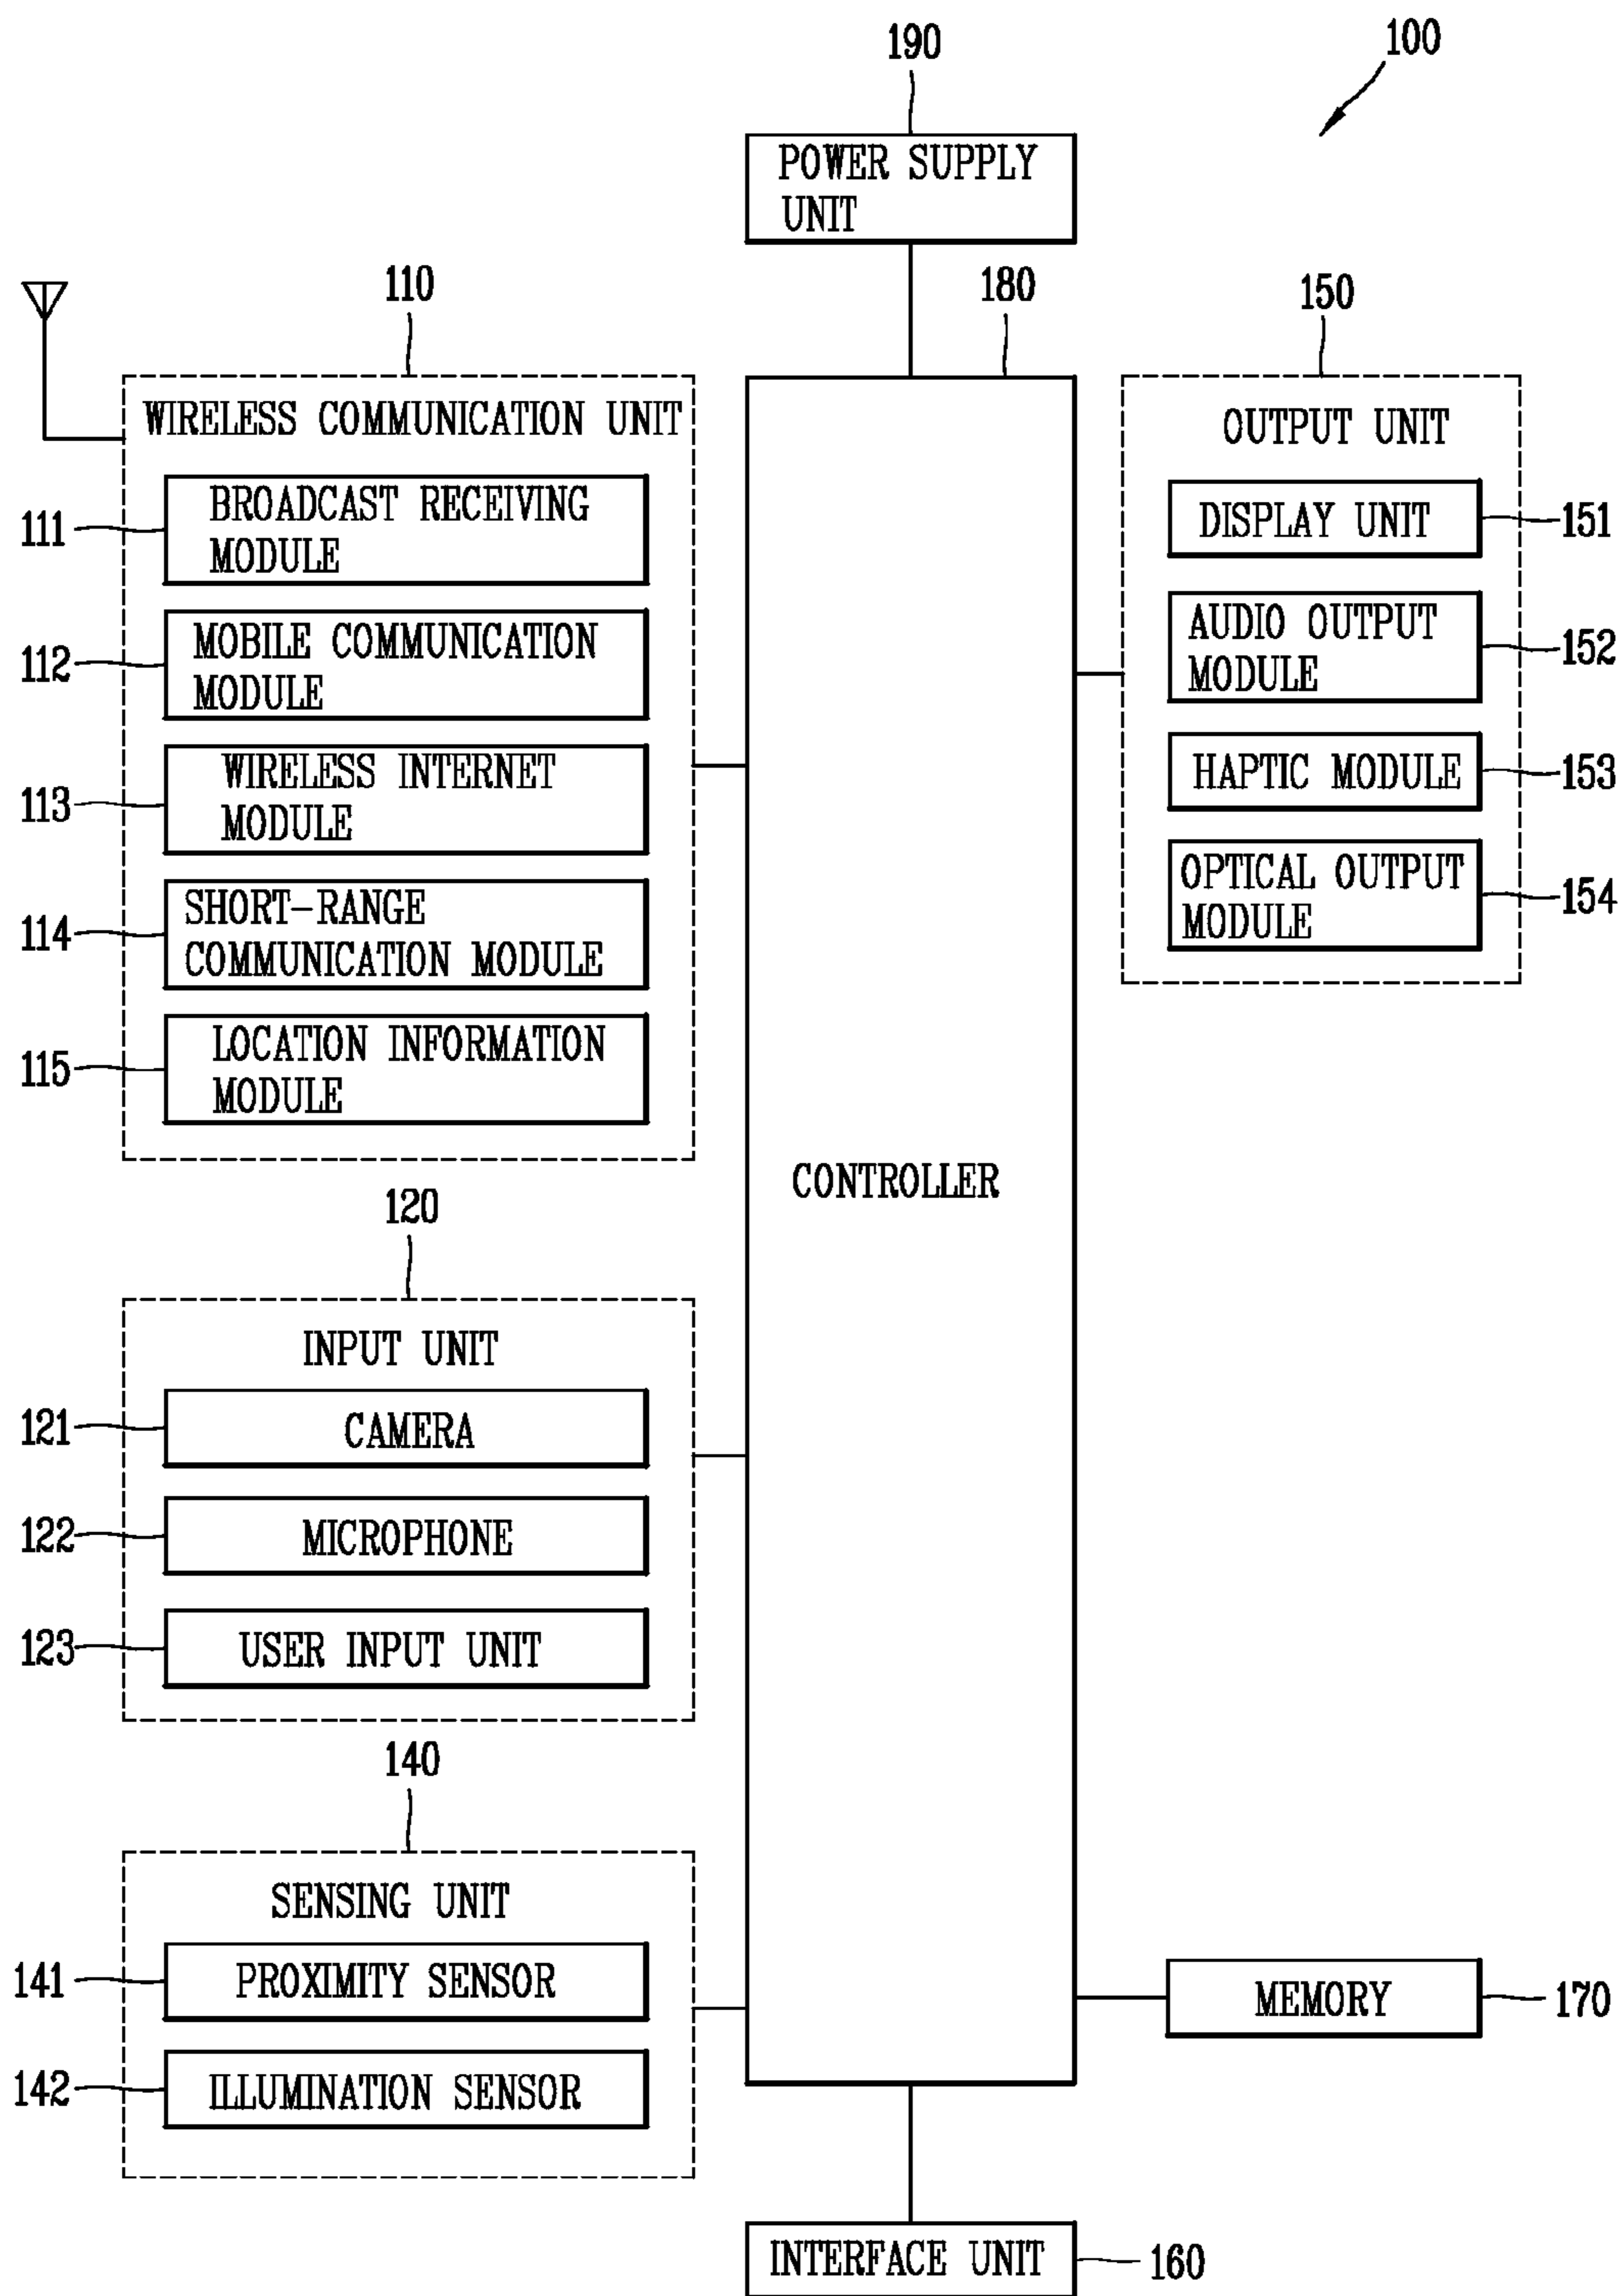 100
190
POWER SUPPLY
UNIT
110
180
150
WIRELESS COMMUNICATION UNIT
111
BROADCAST RECEIVING
MODULE
112
MOBILE COMMUNICATION
MODULE
113
WIRELESS INTERNET
MODULE
114
SHORT-RANGE
COMMUNICATION MODULE
115
LOCATION INFORMATION
MODULE
CONTROLLER
OUTPUT UNIT
DISPLAY UNIT
151
AUDIO OUTPUT
MODULE
152
HAPTIC MODULE
153
OPTICAL OUTPUT
MODULE
154
120
INPUT UNIT
121
CAMERA
122
MICROPHONE
123
USER INPUT UNIT
140
SENSING UNIT
141
PROXIMITY SENSOR
142
ILLUMINATION SENSOR
MEMORY
170
INTERFACE UNIT
160